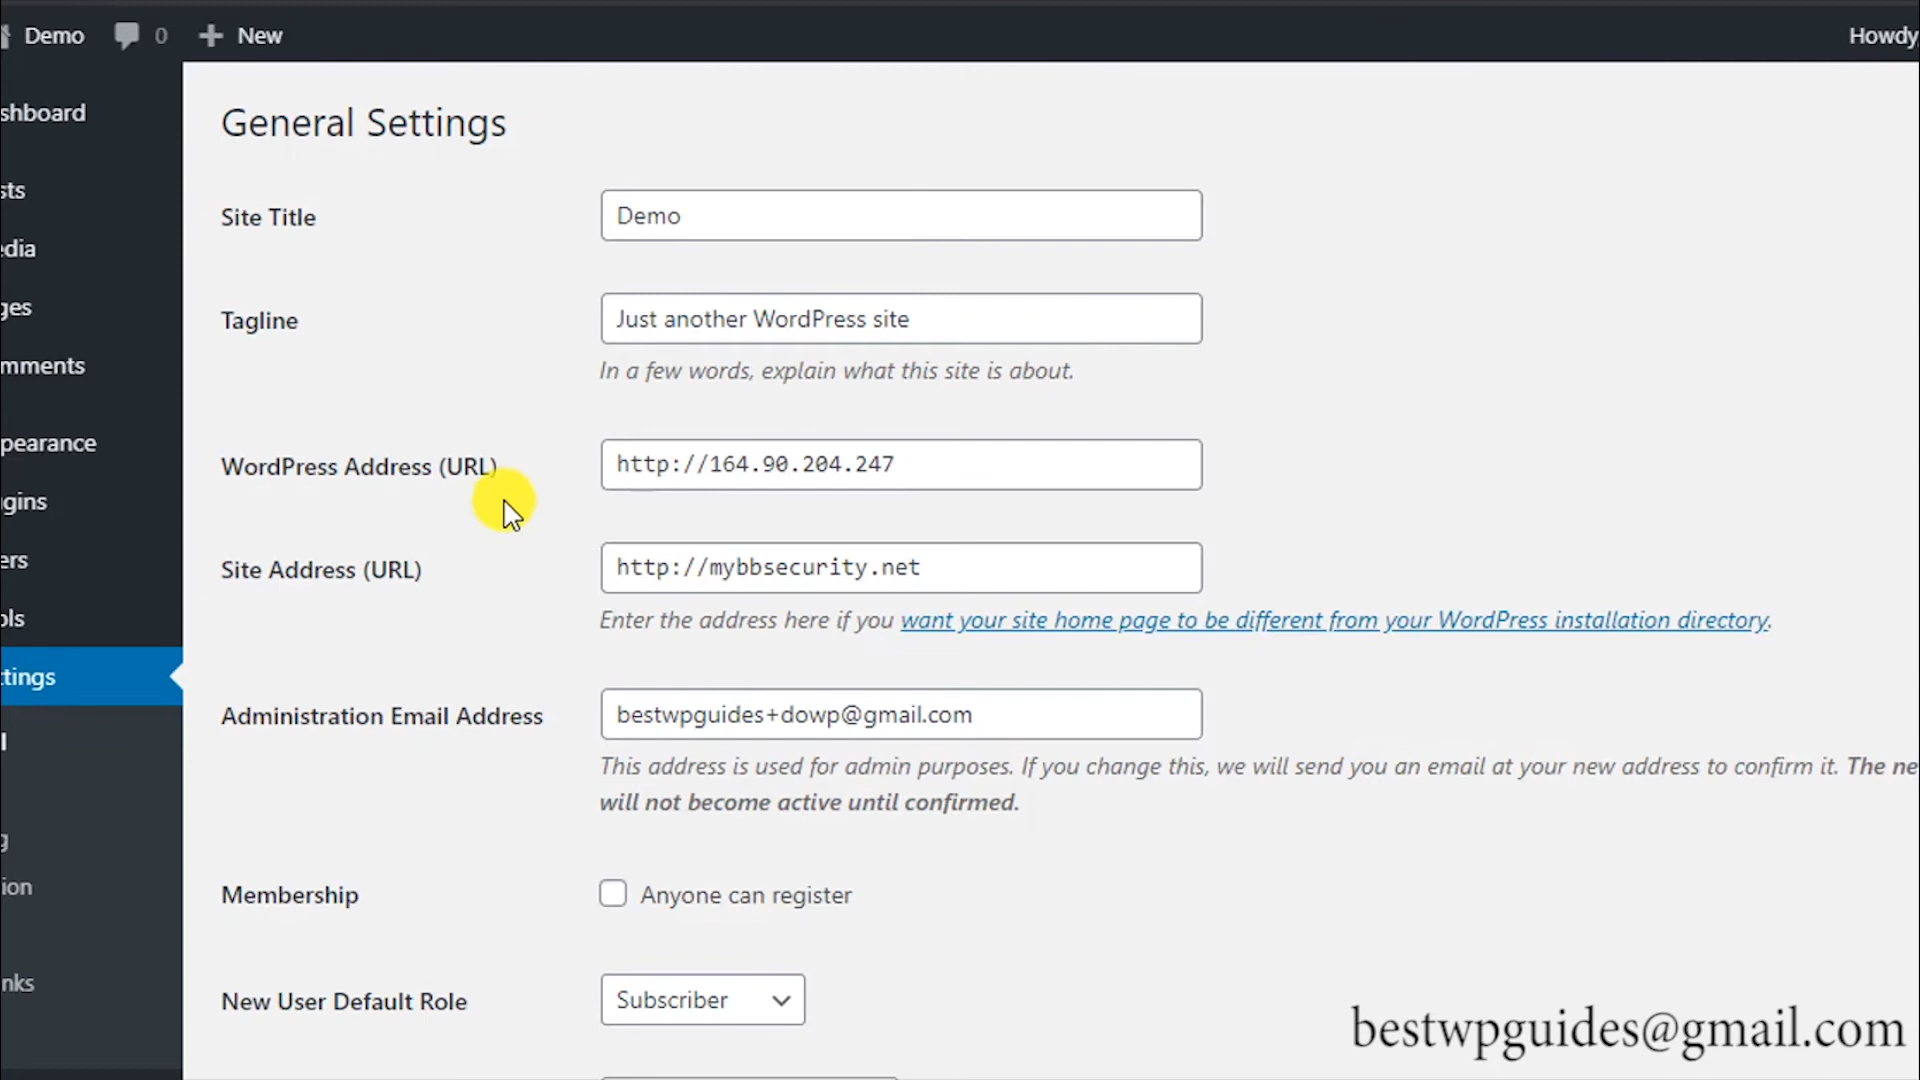 Demo 0 New Howdy,
shboard
General Settings
sts
Site Title Demo
edia
ges
Tagline Just another WordPress site
In a few words, explain what this site is about.
mments
pearance
WordPress Address (URL) http://164.90.204.247
gins
ers
Site Address (URL) http://mybbsecurity.net
ols
Enter the address here if you want your site home page to be different from your WordPress installation directory.
ttings
Administration Email Address bestwpguides+dowp@gmail.com
l
This address is used for admin purposes. If you change this, we will send you an email at your new address to confirm it. The ne
will not become active until confirmed.
g
ion
Membership Anyone can register
nks
New User Default Role Subscriber
bestwpguides@gmail.com